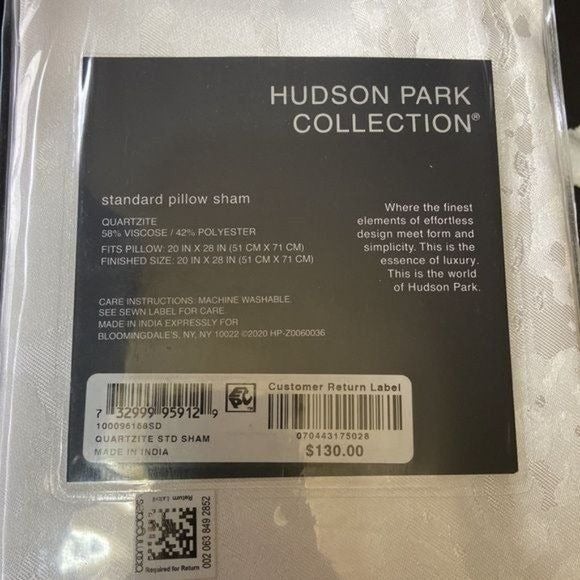 HUDSON PARK
COLLECTION®
standard pillow sham
QUARTZITE
58% VISCOSE / 42% POLYESTER
FITS PILLOW: 20 IN X 28 IN (51 CM X 71 CM)
FINISHED SIZE: 20 IN X 28 IN (51 CM X 71 CM)
Where the finest
elements of effortless
design meet form and
simplicity. This is the
essence of luxury.
This is the world
of Hudson Park.
CARE INSTRUCTIONS: MACHINE WASHABLE.
SEE SEWN LABEL FOR CARE
MADE IN INDIA EXPRESSLY FOR
BLOOMINGDALE'S, NY, NY 10022 ©2020 HP-Z0060036
7 32999 95912 9
100096158SD
QUARTZITE STD SHAM
MADE IN INDIA
Customer Return Label
070443175028
$130.00
bloomingdale's
Return Label
Required for Return
002 063 849 2852